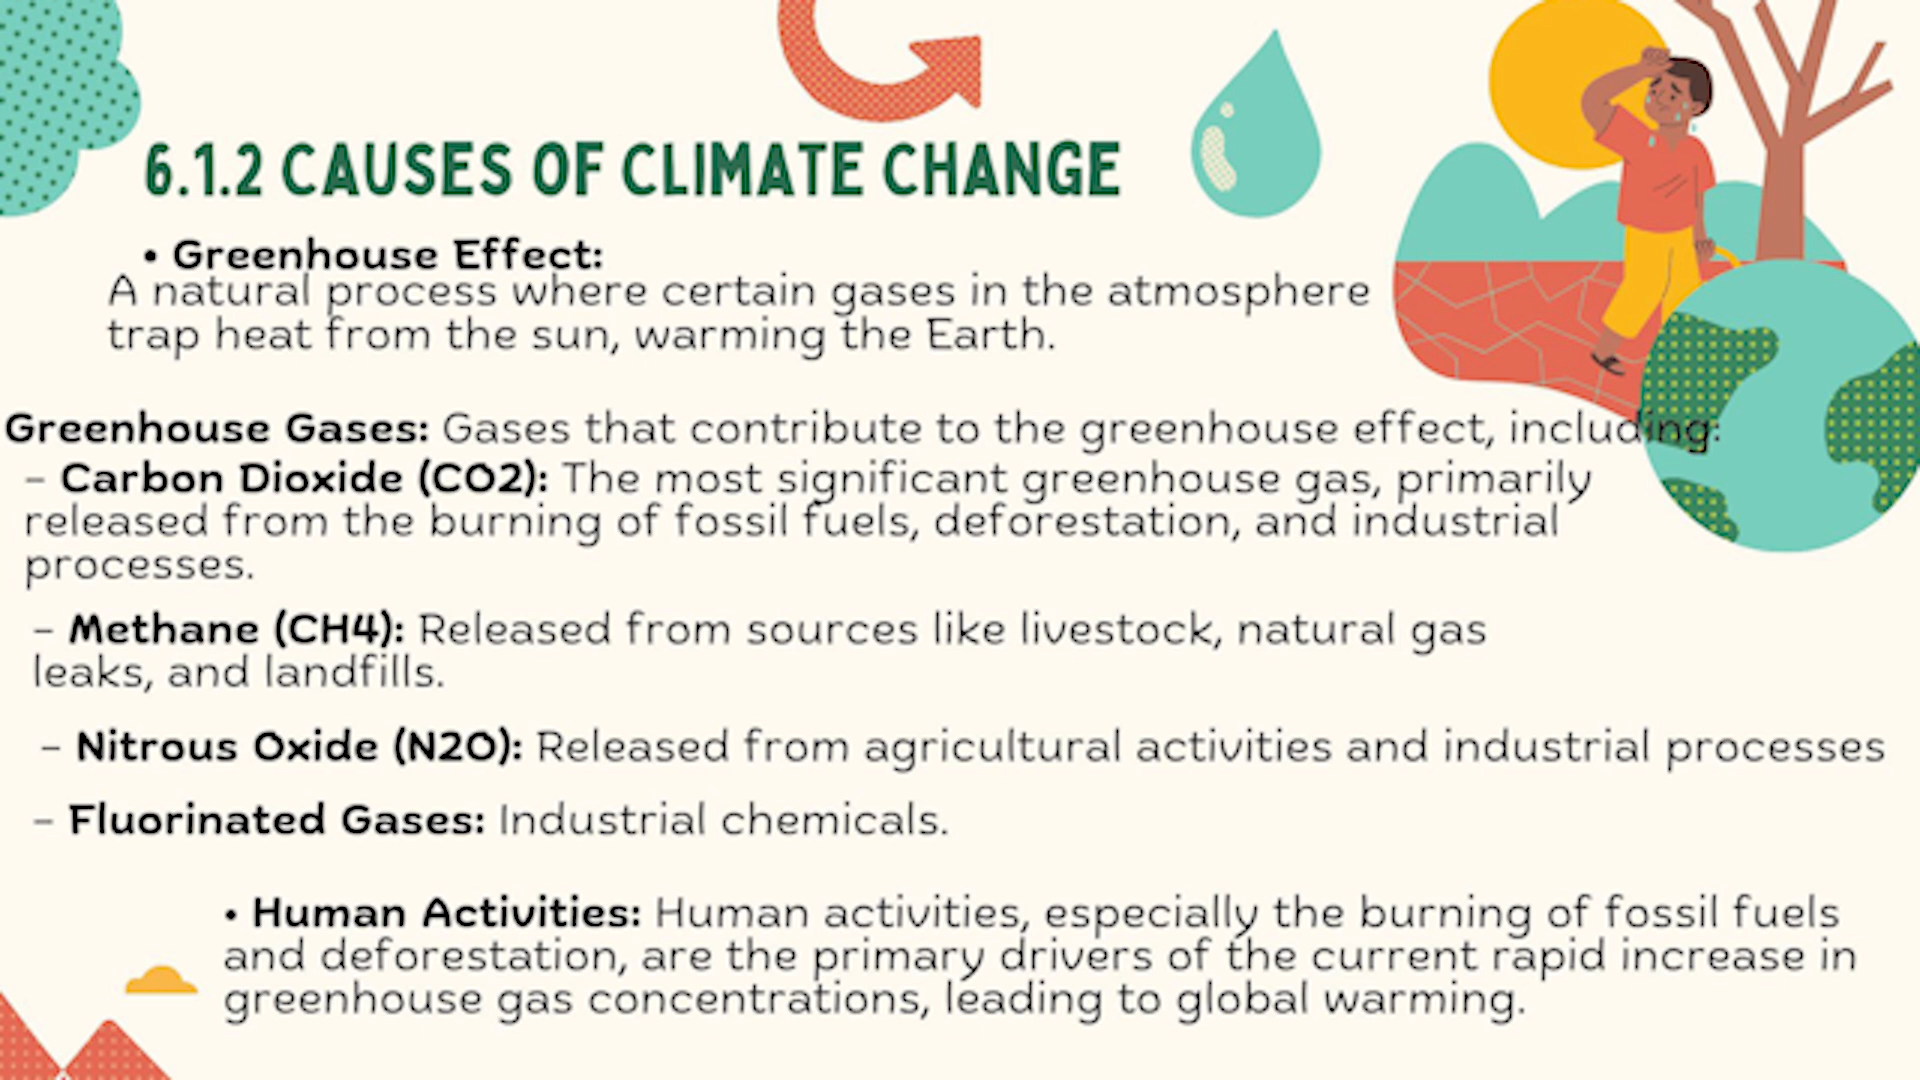 6.1.2 CAUSES OF CLIMATE CHANGE
• Greenhouse Effect:
A natural process where certain gases in the atmosphere
trap heat from the sun, warming the Earth.
Greenhouse Gases: Gases that contribute to the greenhouse effect, including:
– Carbon Dioxide (CO2): The most significant greenhouse gas, primarily
released from the burning of fossil fuels, deforestation, and industrial
processes.
– Methane (CH4): Released from sources like livestock, natural gas
leaks, and landfills.
– Nitrous Oxide (N2O): Released from agricultural activities and industrial processes
– Fluorinated Gases: Industrial chemicals.
• Human Activities: Human activities, especially the burning of fossil fuels
and deforestation, are the primary drivers of the current rapid increase in
greenhouse gas concentrations, leading to global warming.